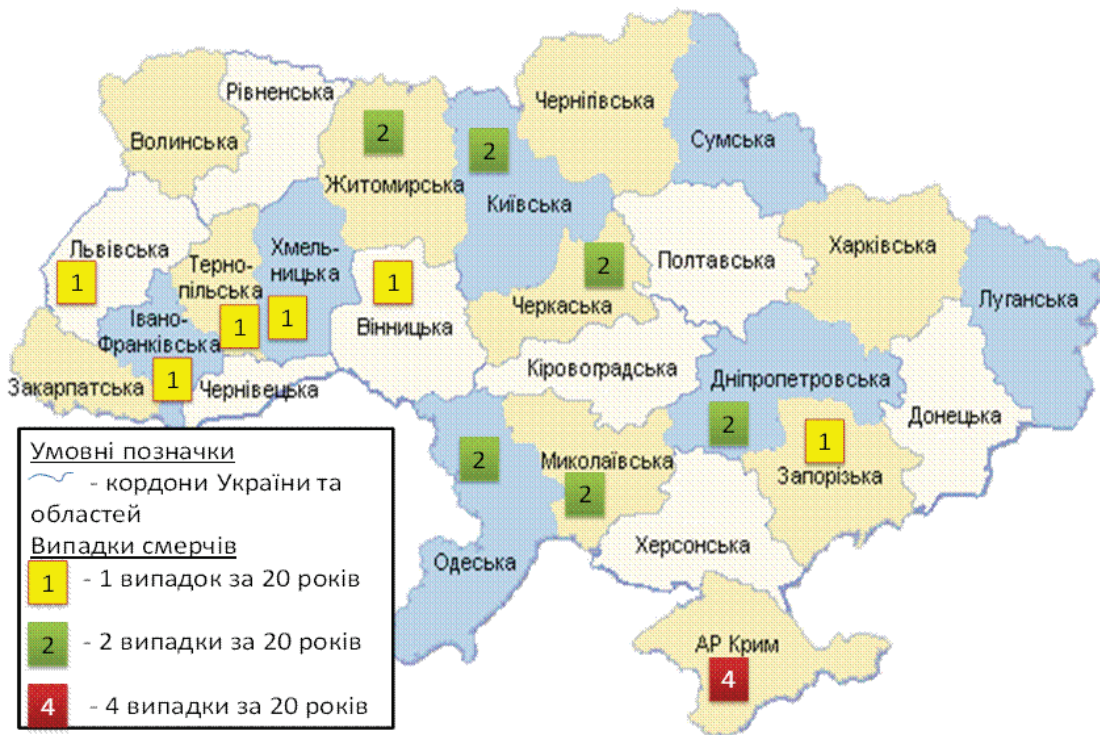 Рівненська
Чернігівська
Волинська
2
2
Сумська
Житомирська
Київська
Львівська
Хмель-
ницька
Харківська
Терно-
пільська
Полтавська
2
1
1
Луганська
Черкаська
1
1
Вінницька
Івано-
Франківська
Кіровоградська
Дніпропетровська
Закарпатська
1
Чернівецька
Донецька
2
1
2
Миколаївська
Запорізька
2
Херсонська
Одеська
АР Крим
4
Умовні позначки
- кордони України та
областей
Випадки смерчів
1 - 1 випадок за 20 років
2 - 2 випадки за 20 років
4 - 4 випадки за 20 років